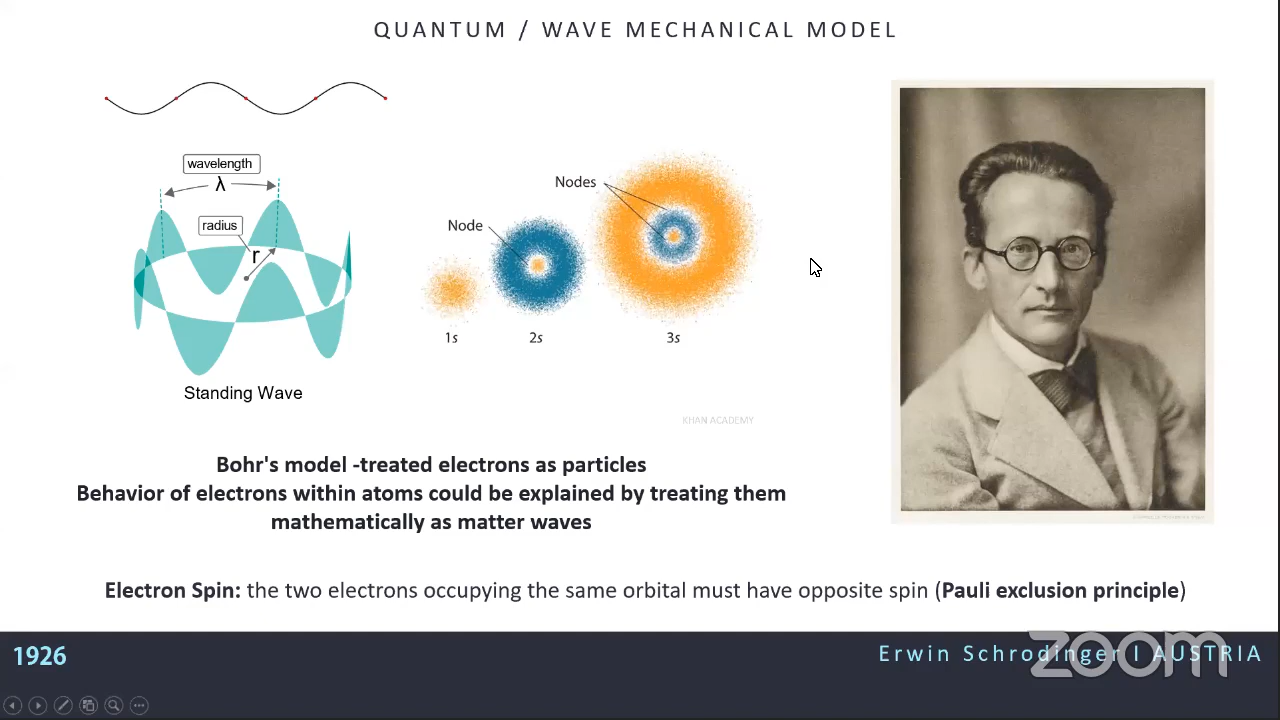 QUANTUM / WAVE MECHANICAL MODEL
wavelength
λ
radius
r
Standing Wave
Node
Nodes
1s
2s
3s
KHAN ACADEMY
Bohr's model -treated electrons as particles
Behavior of electrons within atoms could be explained by treating them
mathematically as matter waves
Electron Spin: the two electrons occupying the same orbital must have opposite spin (Pauli exclusion principle)
1926
Erwin Schrodinger I AUSTRIA
zoom